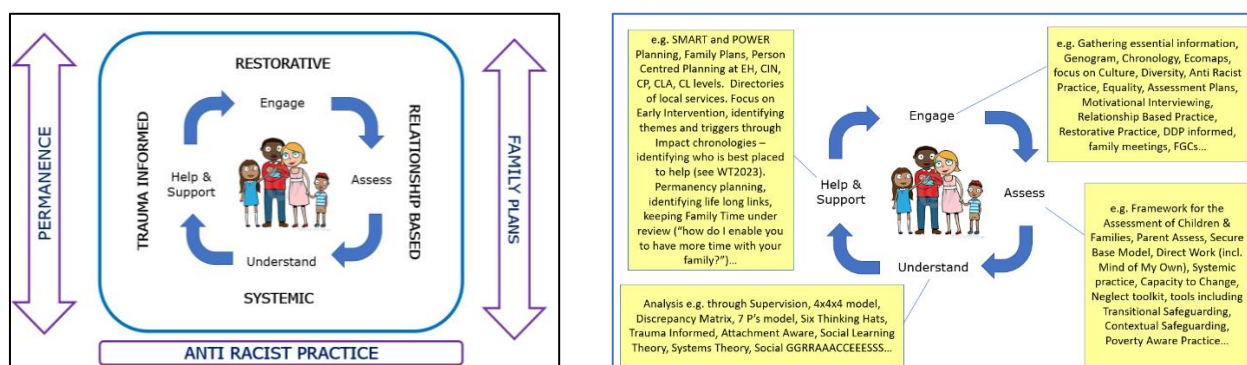 PERMANENCE
TRAUMA INFORMED
RESTORATIVE
Engage
Help &
Support
Assess
Understand
RELATIONSHIP BASED
SYSTEMIC
FAMILY PLANS
ANTI RACIST PRACTICE
e.g. SMART and POWER
Planning, Family Plans, Person
Centred Planning at EH, CIN,
CP, CLA, CL levels. Directories
of local services. Focus on
Early Intervention, identifying
themes and triggers through
Impact chronologies –
identifying who is best placed
to help (see WT2023).
Permanency planning,
identifying life long links,
keeping Family Time under
review ("how do I enable you
to have more time with your
family?")...
Engage
Help &
Support
Assess
Understand
e.g. Gathering essential information,
Genogram, Chronology, Ecomaps,
focus on Culture, Diversity, Anti Racist
Practice, Equality, Assessment Plans,
Motivational Interviewing,
Relationship Based Practice,
Restorative Practice, DDP informed,
family meetings, FGCs...
e.g. Framework for the
Assessment of Children &
Families, Parent Assess, Secure
Base Model, Direct Work (incl.
Mind of My Own), Systemic
practice, Capacity to Change,
Neglect toolkit, tools including
Transitional Safeguarding,
Contextual Safeguarding,
Poverty Aware Practice...
Analysis e.g. through Supervision, 4x4x4 model,
Discrepancy Matrix, 7 P's model, Six Thinking Hats,
Trauma Informed, Attachment Aware, Social Learning
Theory, Systems Theory, Social GGRRAAACCEEESSS...